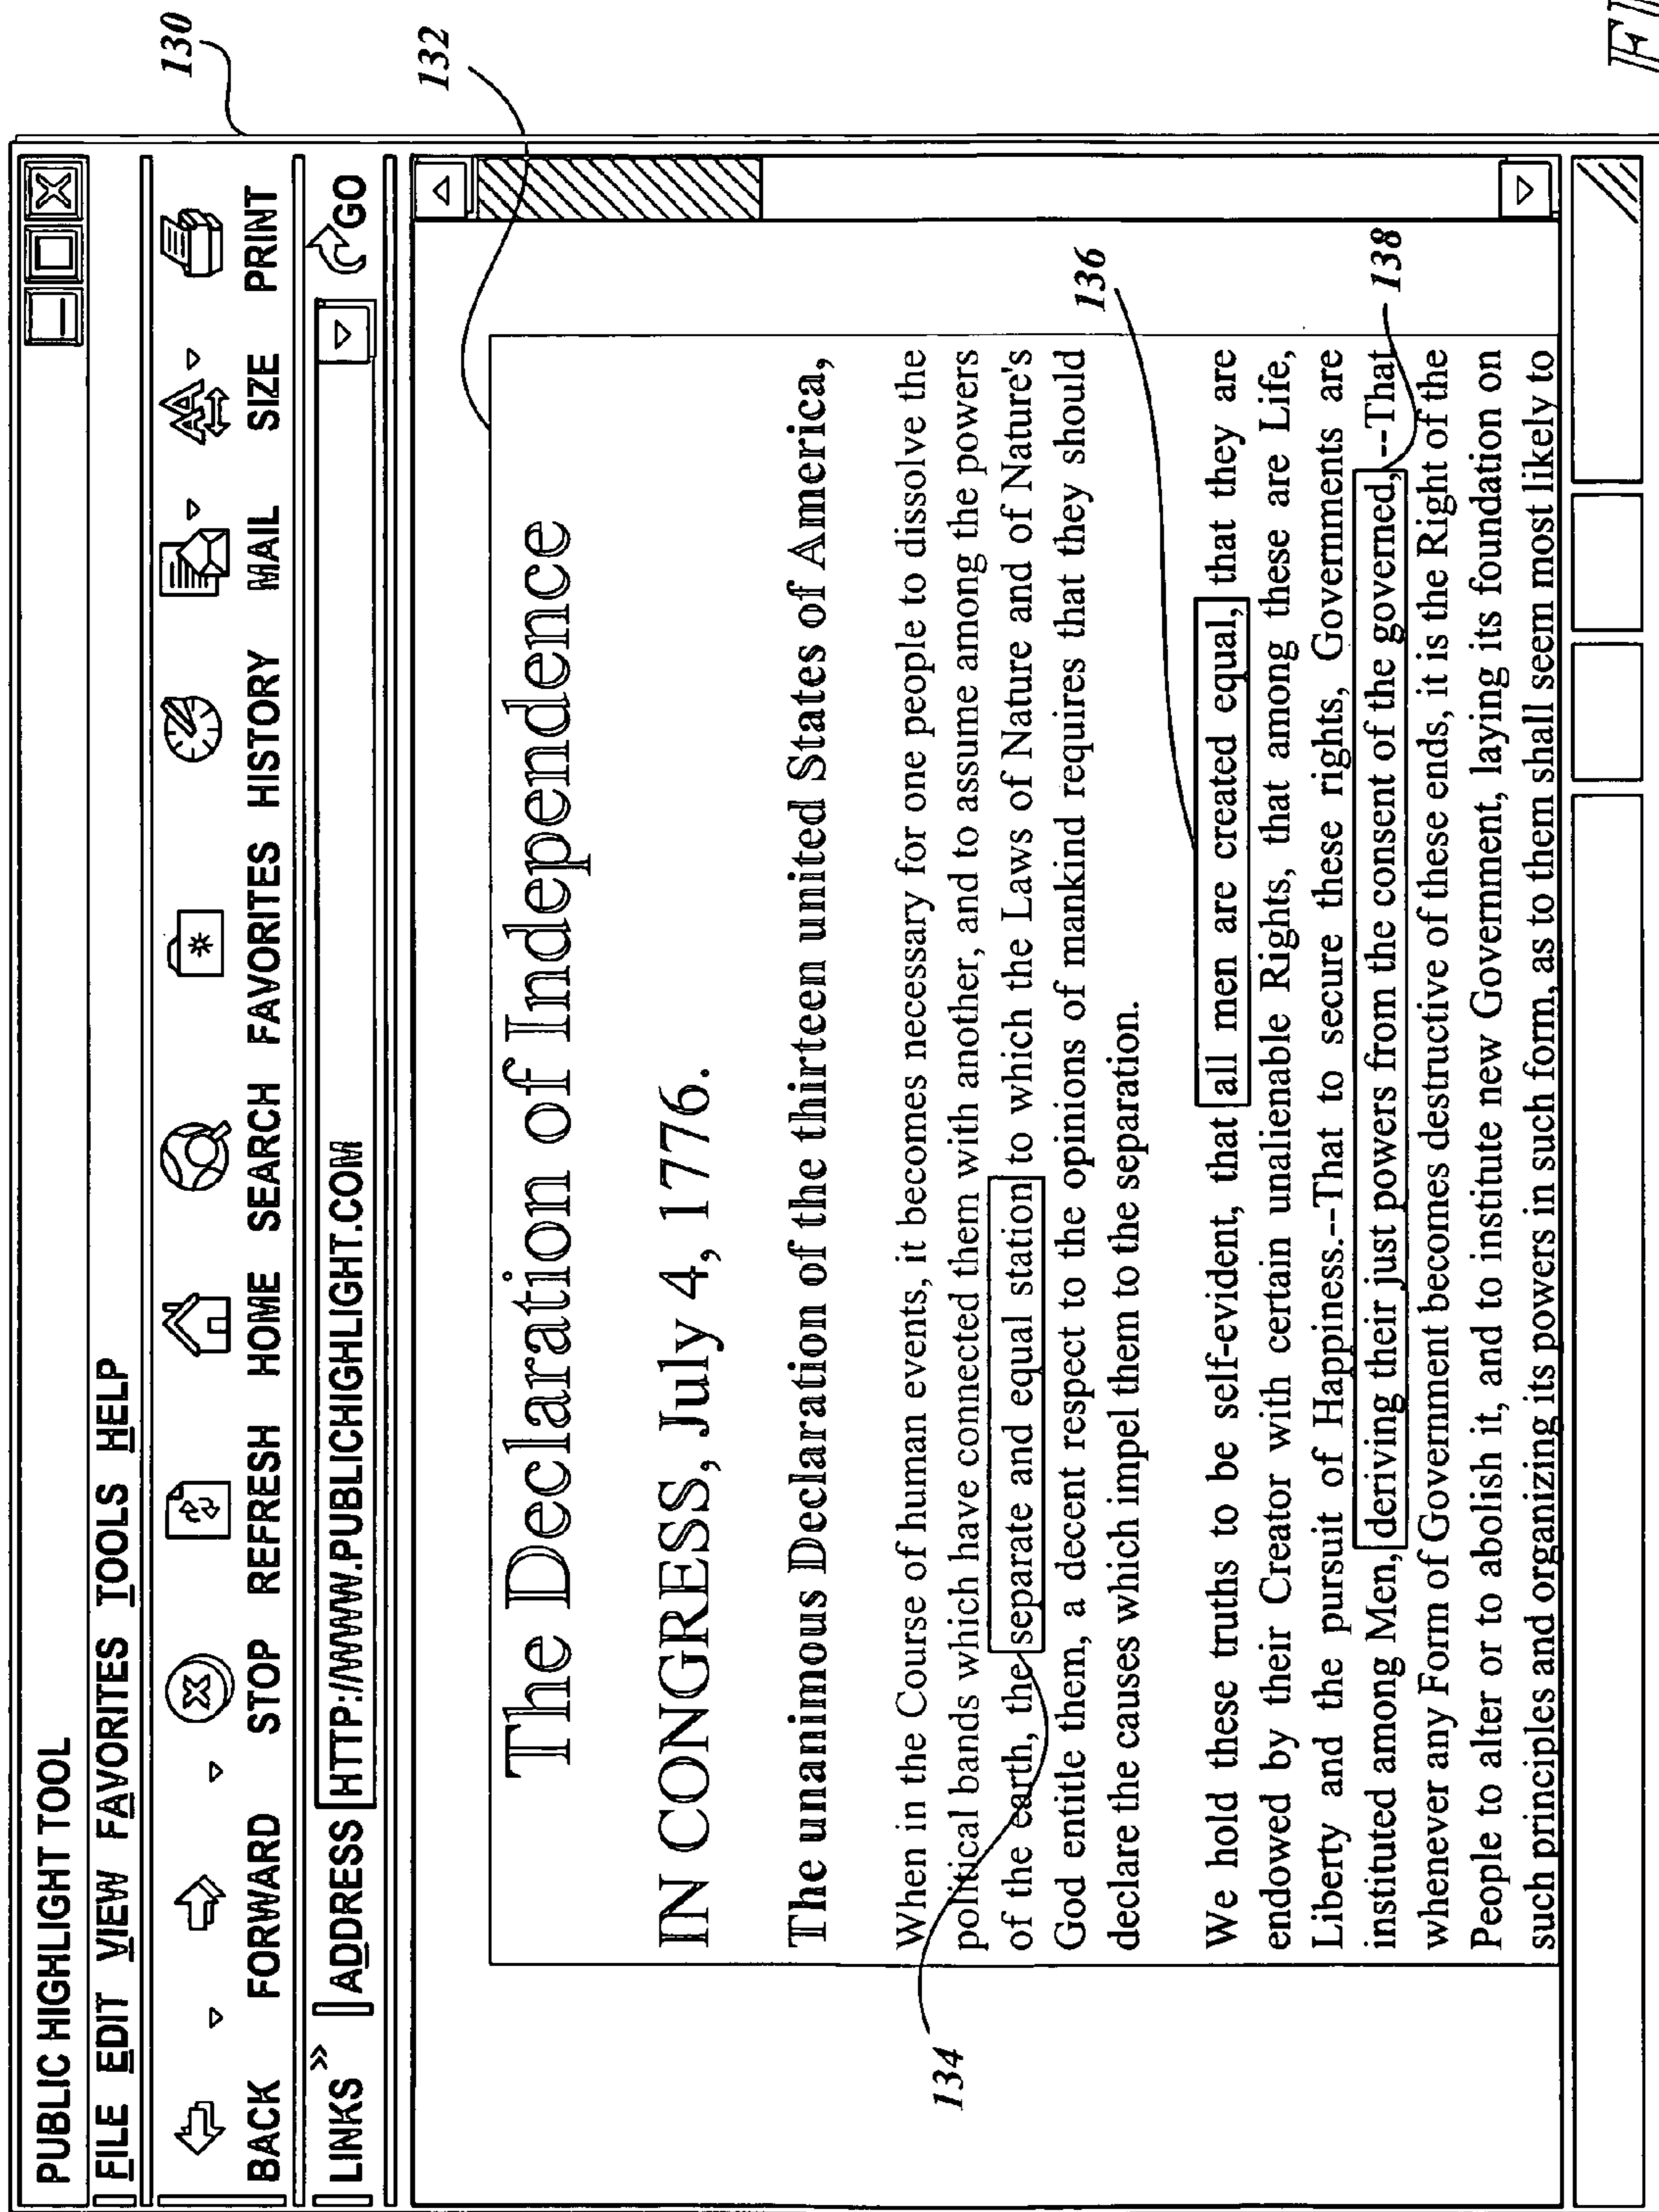 PUBLIC HIGHLIGHT TOOL
FILE EDIT VIEW FAVORITES TOOLS HELP
BACK FORWARD STOP REFRESH HOME SEARCH FAVORITES HISTORY MAIL SIZE PRINT
LINKS » ADDRESS HTTP://WWW.PUBLICHIGHLIGHT.COM GO
130
132
The Declaration of Independence
IN CONGRESS, July 4, 1776.
The unanimous Declaration of the thirteen united States of America,
When in the Course of human events, it becomes necessary for one people to dissolve the
political bands which have connected them with another, and to assume among the powers
of the earth, the separate and equal station to which the Laws of Nature and of Nature's
God entitle them, a decent respect to the opinions of mankind requires that they should
declare the causes which impel them to the separation.
134
136
We hold these truths to be self-evident, that all men are created equal, that they are
endowed by their Creator with certain unalienable Rights, that among these are Life,
Liberty and the pursuit of Happiness.--That to secure these rights, Governments are
instituted among Men, deriving their just powers from the consent of the governed,--That
138
whenever any Form of Government becomes destructive of these ends, it is the Right of the
People to alter or to abolish it, and to institute new Government, laying its foundation on
such principles and organizing its powers in such form, as to them shall seem most likely to